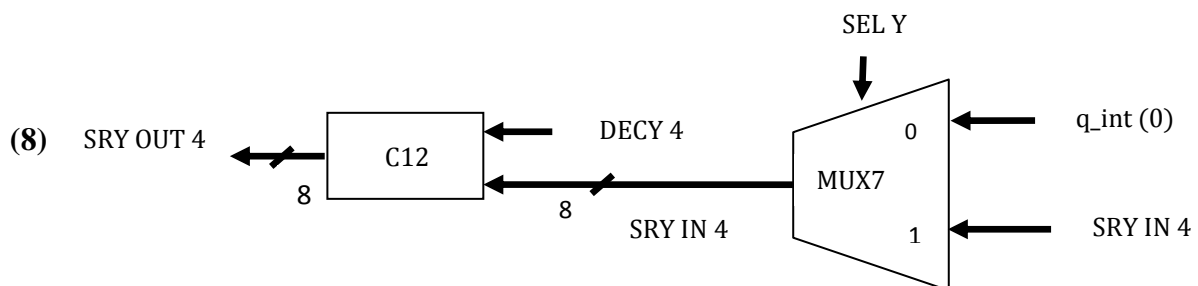 SEL Y
q_int (0)
0
(8)
SRY OUT 4
DECY 4
C12
MUX7
8
8
SRY IN 4
1
SRY IN 4